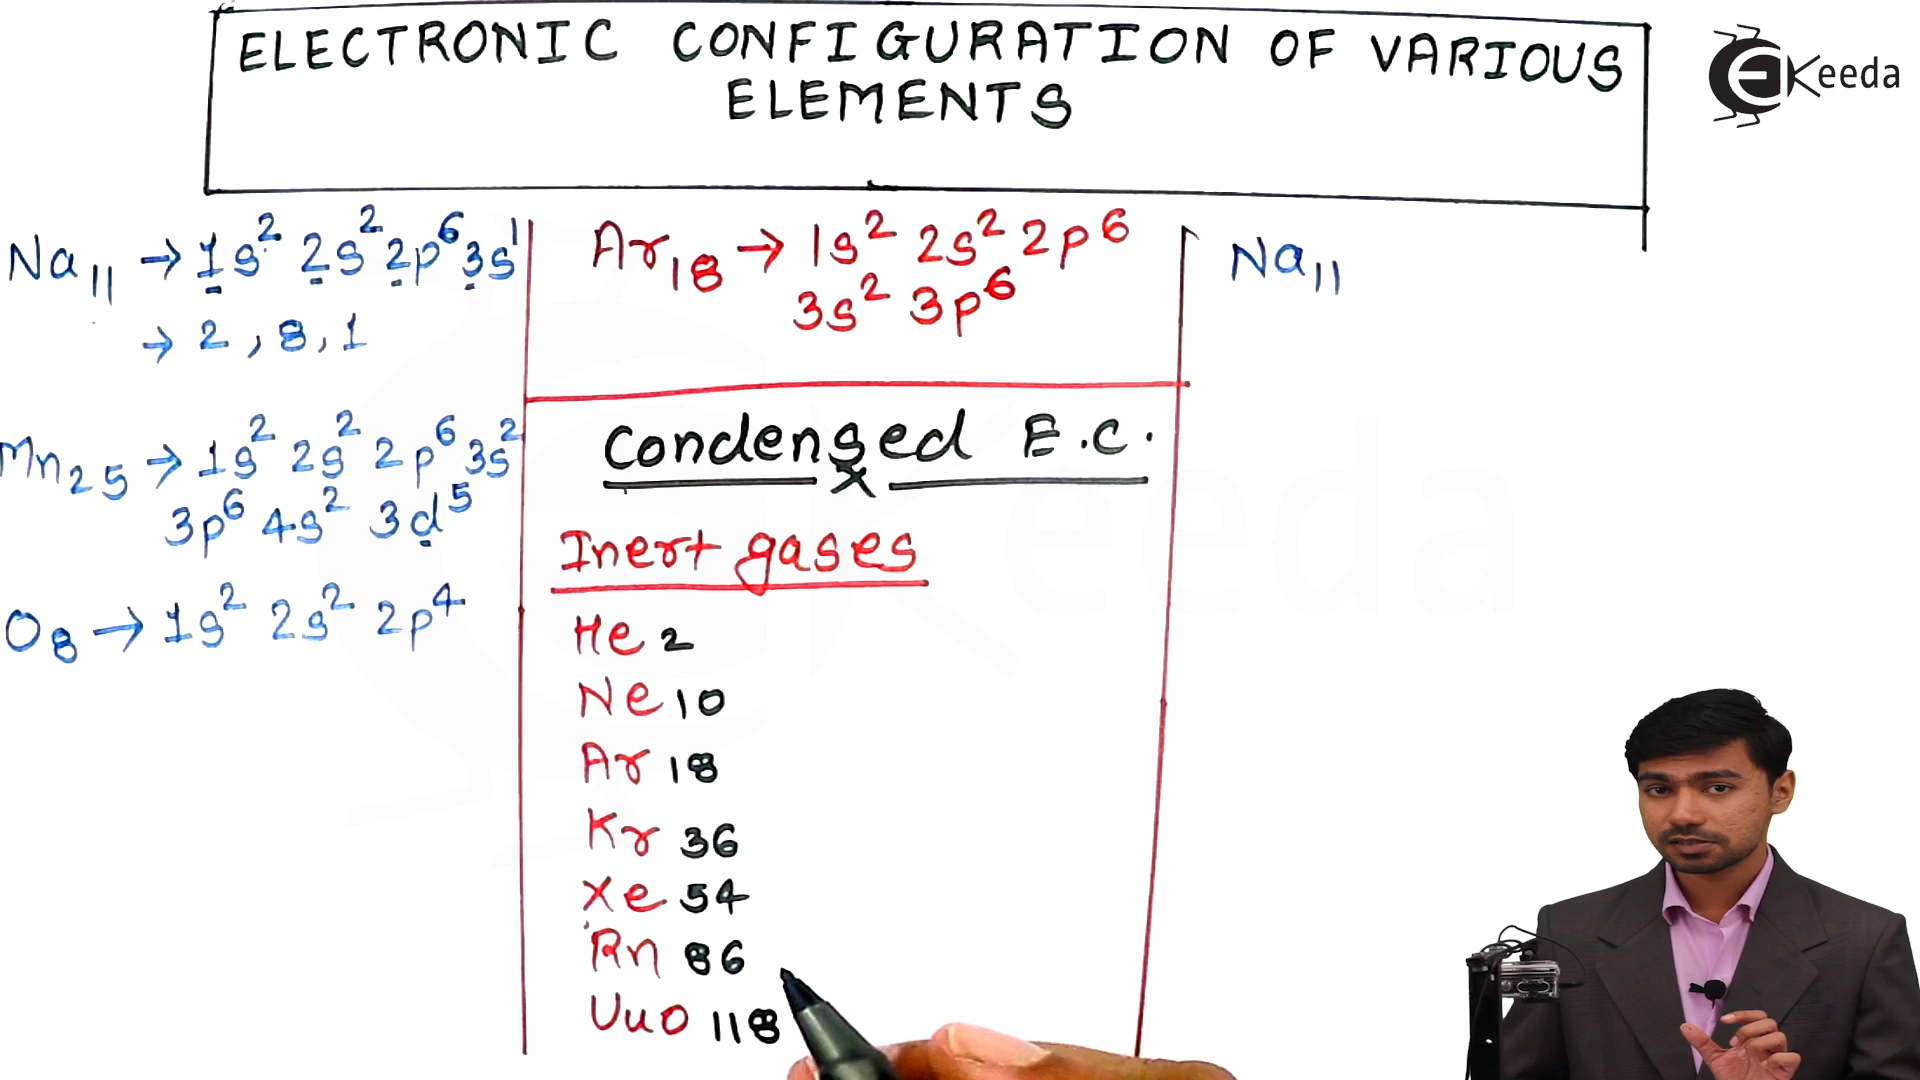 ELECTRONIC CONFIGURATION OF VARIOUS
ELEMENTS
Ekeeda
Na₁₁ → 1s² 2s² 2p⁶ 3s¹
→ 2, 8, 1
Mn₂₅ → 1s² 2s² 2p⁶ 3s²
3p⁶ 4s² 3d⁵
O₈ → 1s² 2s² 2p⁴
Ar₁₈ → 1s² 2s² 2p⁶
3s² 3p⁶
Condensed E.C.
Inert gases
He 2
Ne 10
Ar 18
Kr 36
Xe 54
Rn 86
Uuo 118
Na₁₁